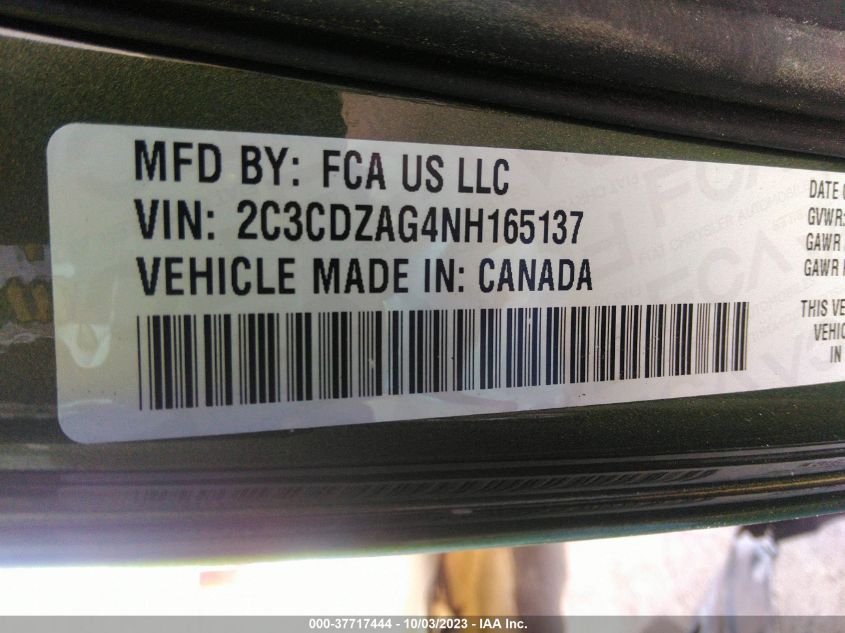 MFD BY: FCA US LLC
VIN: 2C3CDZAG4NH165137
VEHICLE MADE IN: CANADA
DATE
GVWR:
GAWR
GAWR
THIS VE
VEHIC
IN
000-37717444 - 10/03/2023 - IAA Inc.